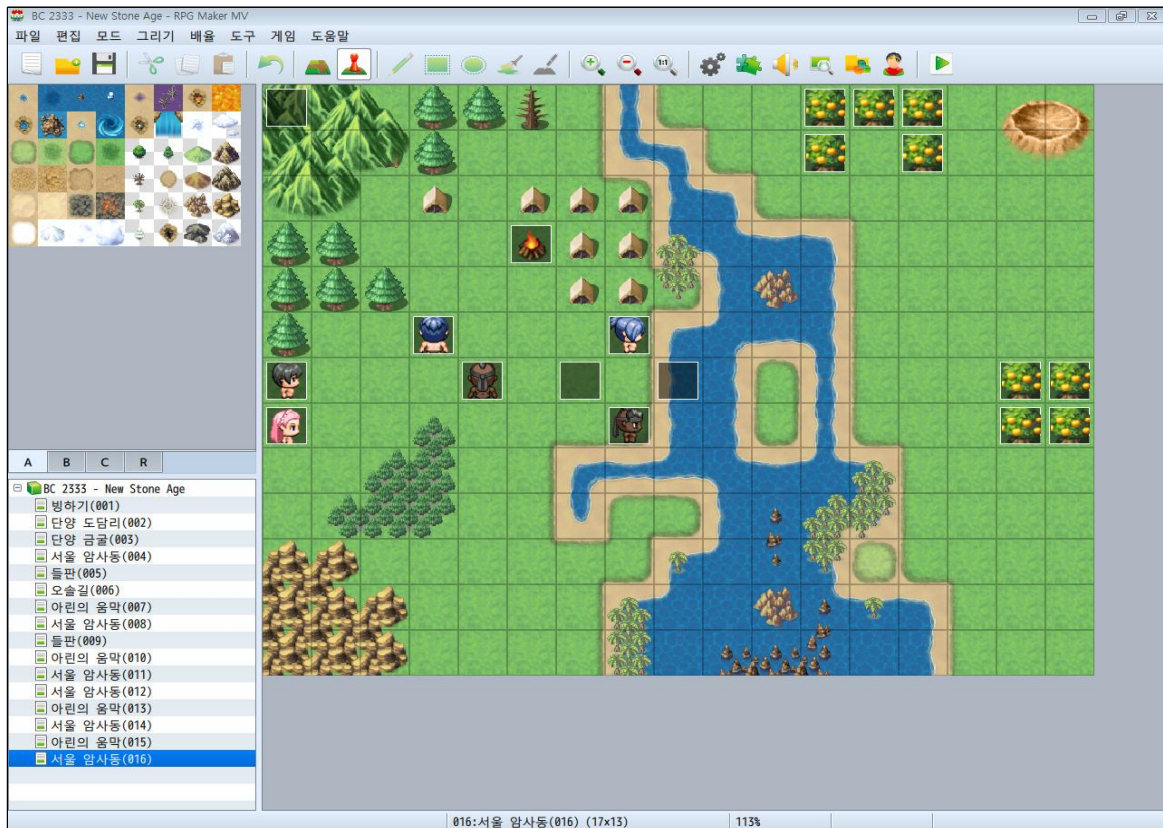 BC 2333 - New Stone Age - RPG Maker MV
파일 편집 모드 그리기 배율 도구 게임 도움말
1:1
A B C R
BC 2333 - New Stone Age
빙하기(001)
단양 도담리(002)
단양 금굴(003)
서울 암사동(004)
들판(005)
오솔길(006)
아린의 움막(007)
서울 암사동(008)
들판(009)
아린의 움막(010)
서울 암사동(011)
서울 암사동(012)
아린의 움막(013)
서울 암사동(014)
아린의 움막(015)
서울 암사동(016)
016:서울 암사동(016) (17x13) 113%